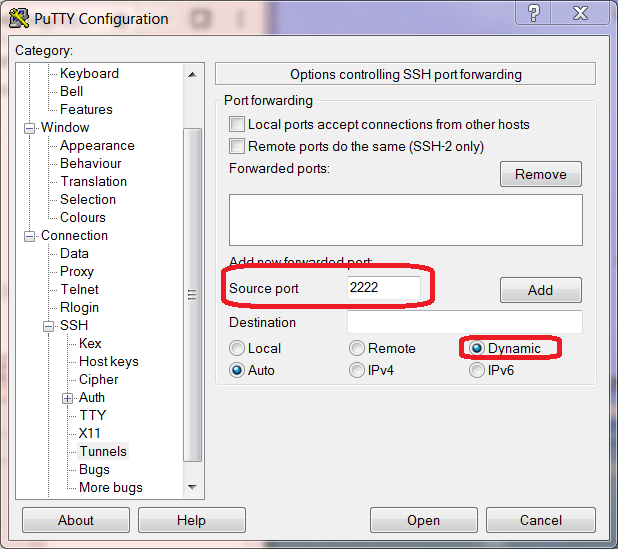 PuTTY Configuration
?
Category:
Keyboard
Bell
Features
Window
Appearance
Behaviour
Translation
Selection
Colours
Connection
Data
Proxy
Telnet
Rlogin
SSH
Kex
Host keys
Cipher
Auth
TTY
X11
Tunnels
Bugs
More bugs
Options controlling SSH port forwarding
Port forwarding
Local ports accept connections from other hosts
Remote ports do the same (SSH-2 only)
Forwarded ports:
Remove
Add new forwarded port:
Source port 2222 Add
Destination
Local Remote Dynamic
Auto IPv4 IPv6
About Help Open Cancel